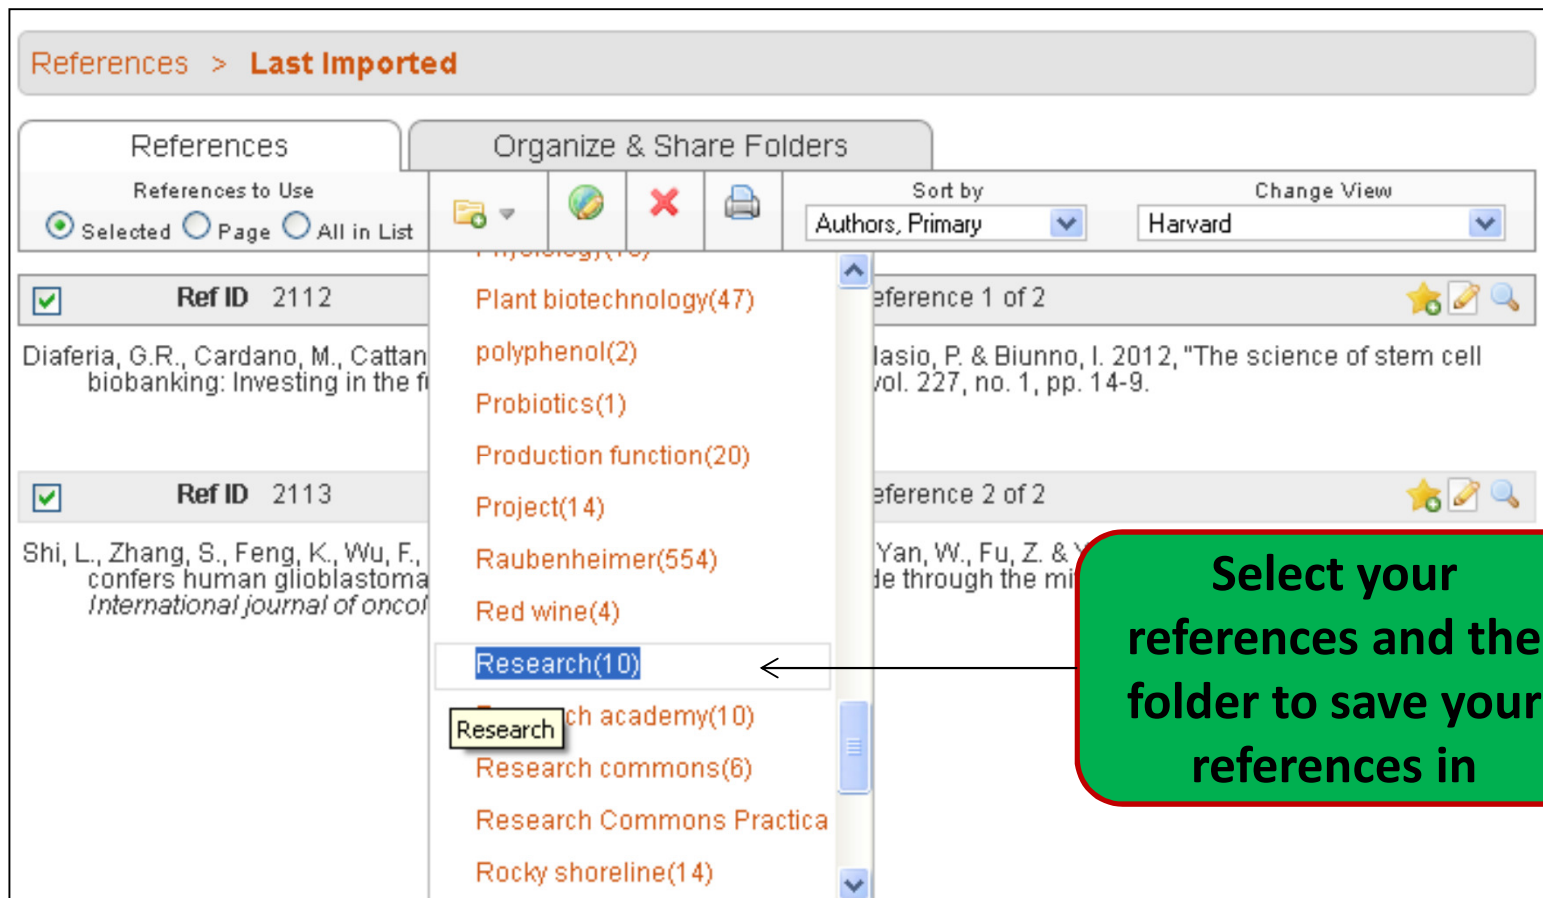 References > Last Imported
References Organize & Share Folders
References to Use Sort by Change View
Selected Page All in List Authors, Primary Harvard
Ref ID 2112 eference 1 of 2
Diaferia, G.R., Cardano, M., Cattan lasio, P. & Biunno, I. 2012, "The science of stem cell
biobanking: Investing in the fu vol. 227, no. 1, pp. 14-9.
Ref ID 2113 eference 2 of 2
Shi, L., Zhang, S., Feng, K., Wu, F., Yan, W., Fu, Z. &
confers human glioblastoma de through the mi
International journal of oncol
Plant biotechnology(47)
polyphenol(2)
Probiotics(1)
Production function(20)
Project(14)
Raubenheimer(554)
Red wine(4)
Research(10)
ch academy(10)
Research
Research commons(6)
Research Commons Practica
Rocky shoreline(14)
Select your
references and the
folder to save your
references in